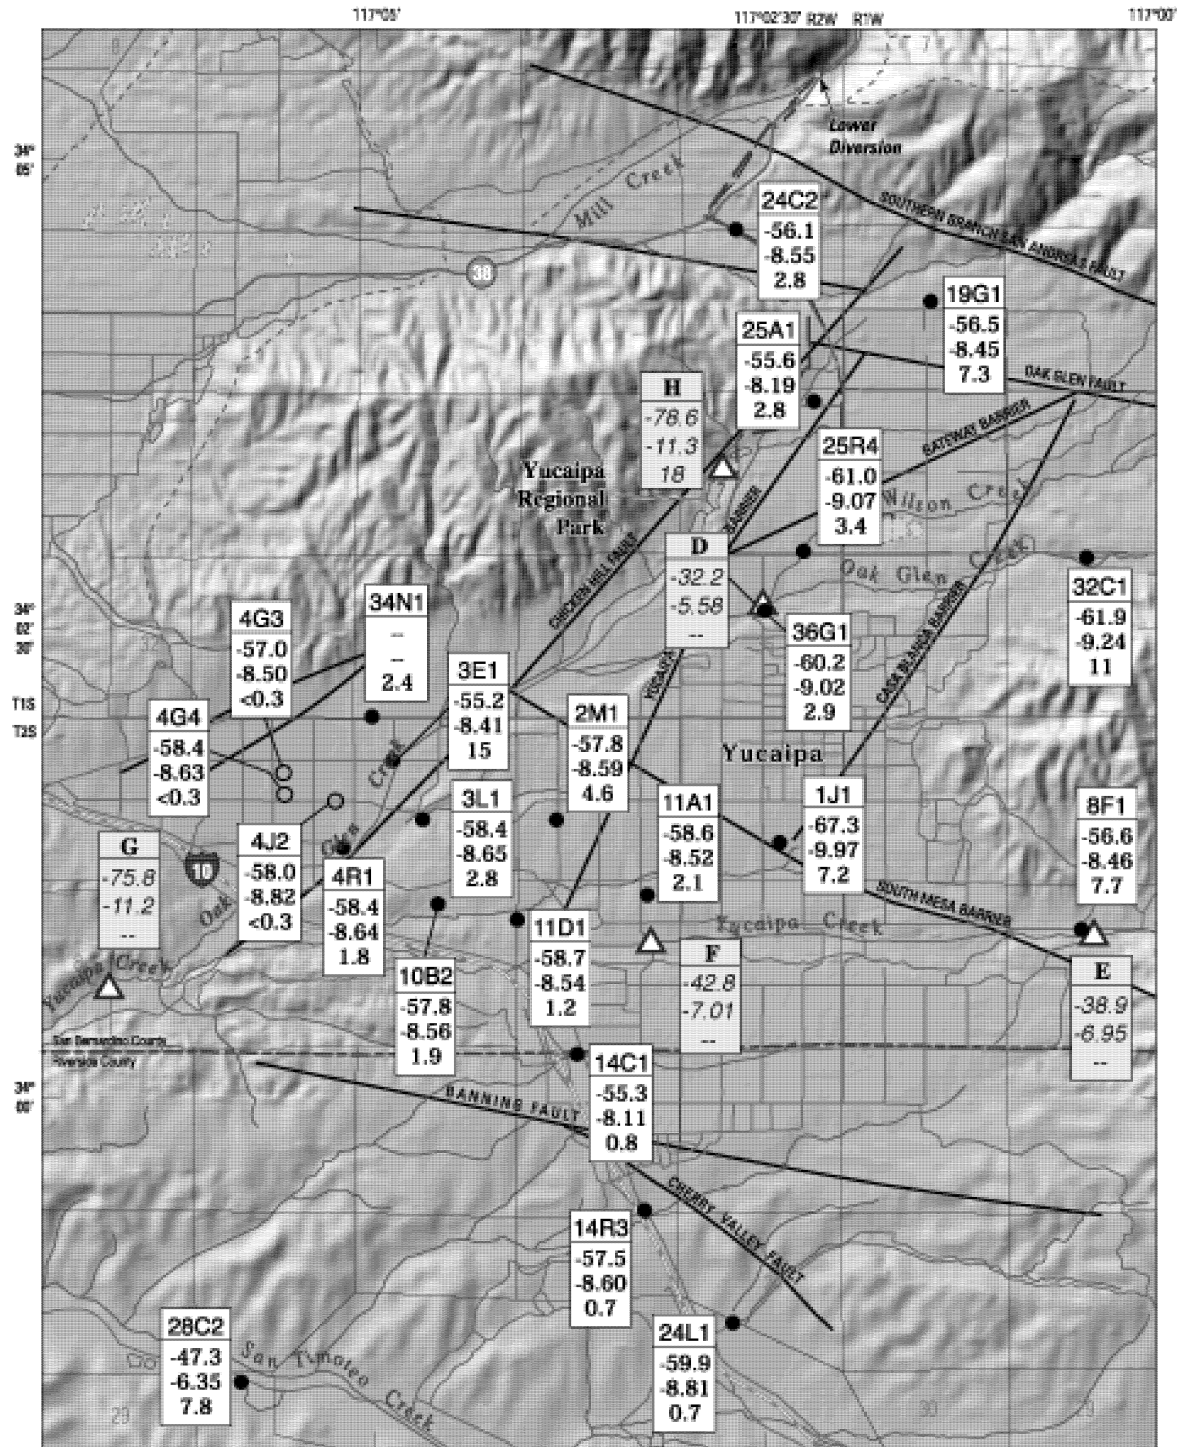 117°05'
117°02'30" R2W R1W
117°00'
34°
05'
Lower
Diversion
Mill Creek
24C2
-56.1
-8.55
2.8
SOUTHERN BRANCH SAN ANDREAS FAULT
38
19G1
-56.5
-8.45
7.3
25A1
-55.6
-8.19
2.8
OAK GLEN FAULT
H
-78.6
-11.3
18
GATEWAY BARRIER
25R4
-61.0
-9.07
3.4
Yucaipa
Regional
Park
Wilson Creek
BARRIER
D
-32.2
-5.58
--
Oak Glen Creek
CHICKEN HILL FAULT
32C1
-61.9
-9.24
11
34°
02'
30"
34N1
--
--
2.4
4G3
-57.0
-8.50
<0.3
36G1
-60.2
-9.02
2.9
CASA BLANCA BARRIER
YUCAIPA
3E1
-55.2
-8.41
15
T1S
T2S
4G4
-58.4
-8.63
<0.3
2M1
-57.8
-8.59
4.6
Yucaipa
Oak Glen Creek
3L1
-58.4
-8.65
2.8
11A1
-58.6
-8.52
2.1
1J1
-67.3
-9.97
7.2
8F1
-56.6
-8.46
7.7
G
-75.8
-11.2
--
10
4J2
-58.0
-8.82
<0.3
4R1
-58.4
-8.64
1.8
SOUTH MESA BARRIER
Yucaipa Creek
11D1
-58.7
-8.54
1.2
F
-42.8
-7.01
--
10B2
-57.8
-8.56
1.9
E
-38.9
-6.95
--
Yucaipa Creek
San Bernardino County
Riverside County
14C1
-55.3
-8.11
0.8
34°
00'
BANNING FAULT
CHERRY VALLEY FAULT
14R3
-57.5
-8.60
0.7
28C2
-47.3
-6.35
7.8
San Timoteo Creek
24L1
-59.9
-8.81
0.7
29
30